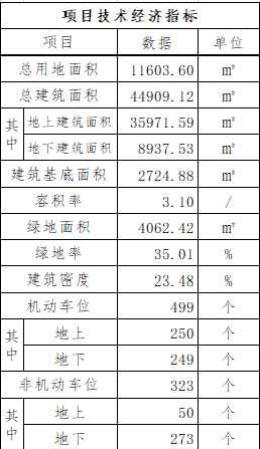 项目技术经济指标
项目 数据 单位
总用地面积 11603.60 ㎡
总建筑面积 44909.12 ㎡
其中 地上建筑面积 35971.59 ㎡
地下建筑面积 8937.53 ㎡
建筑基底面积 2724.88 ㎡
容积率 3.10 /
绿地面积 4062.42 ㎡
绿地率 35.01 %
建筑密度 23.48 %
机动车位 499 个
其中 地上 250 个
地下 249 个
非机动车位 323 个
其中 地上 50 个
地下 273 个